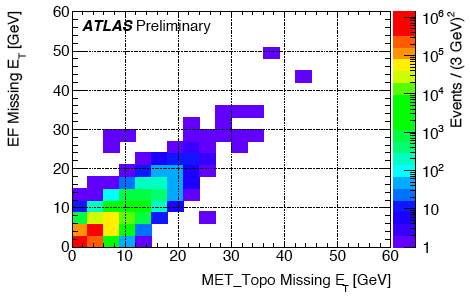 ATLAS Preliminary
EF Missing E_T [GeV]
60
50
40
30
20
10
0
0 10 20 30 40 50 60
MET_Topo Missing E_T [GeV]
10^6
10^5
10^4
10^3
10^2
10
1
Events / (3 GeV)^2